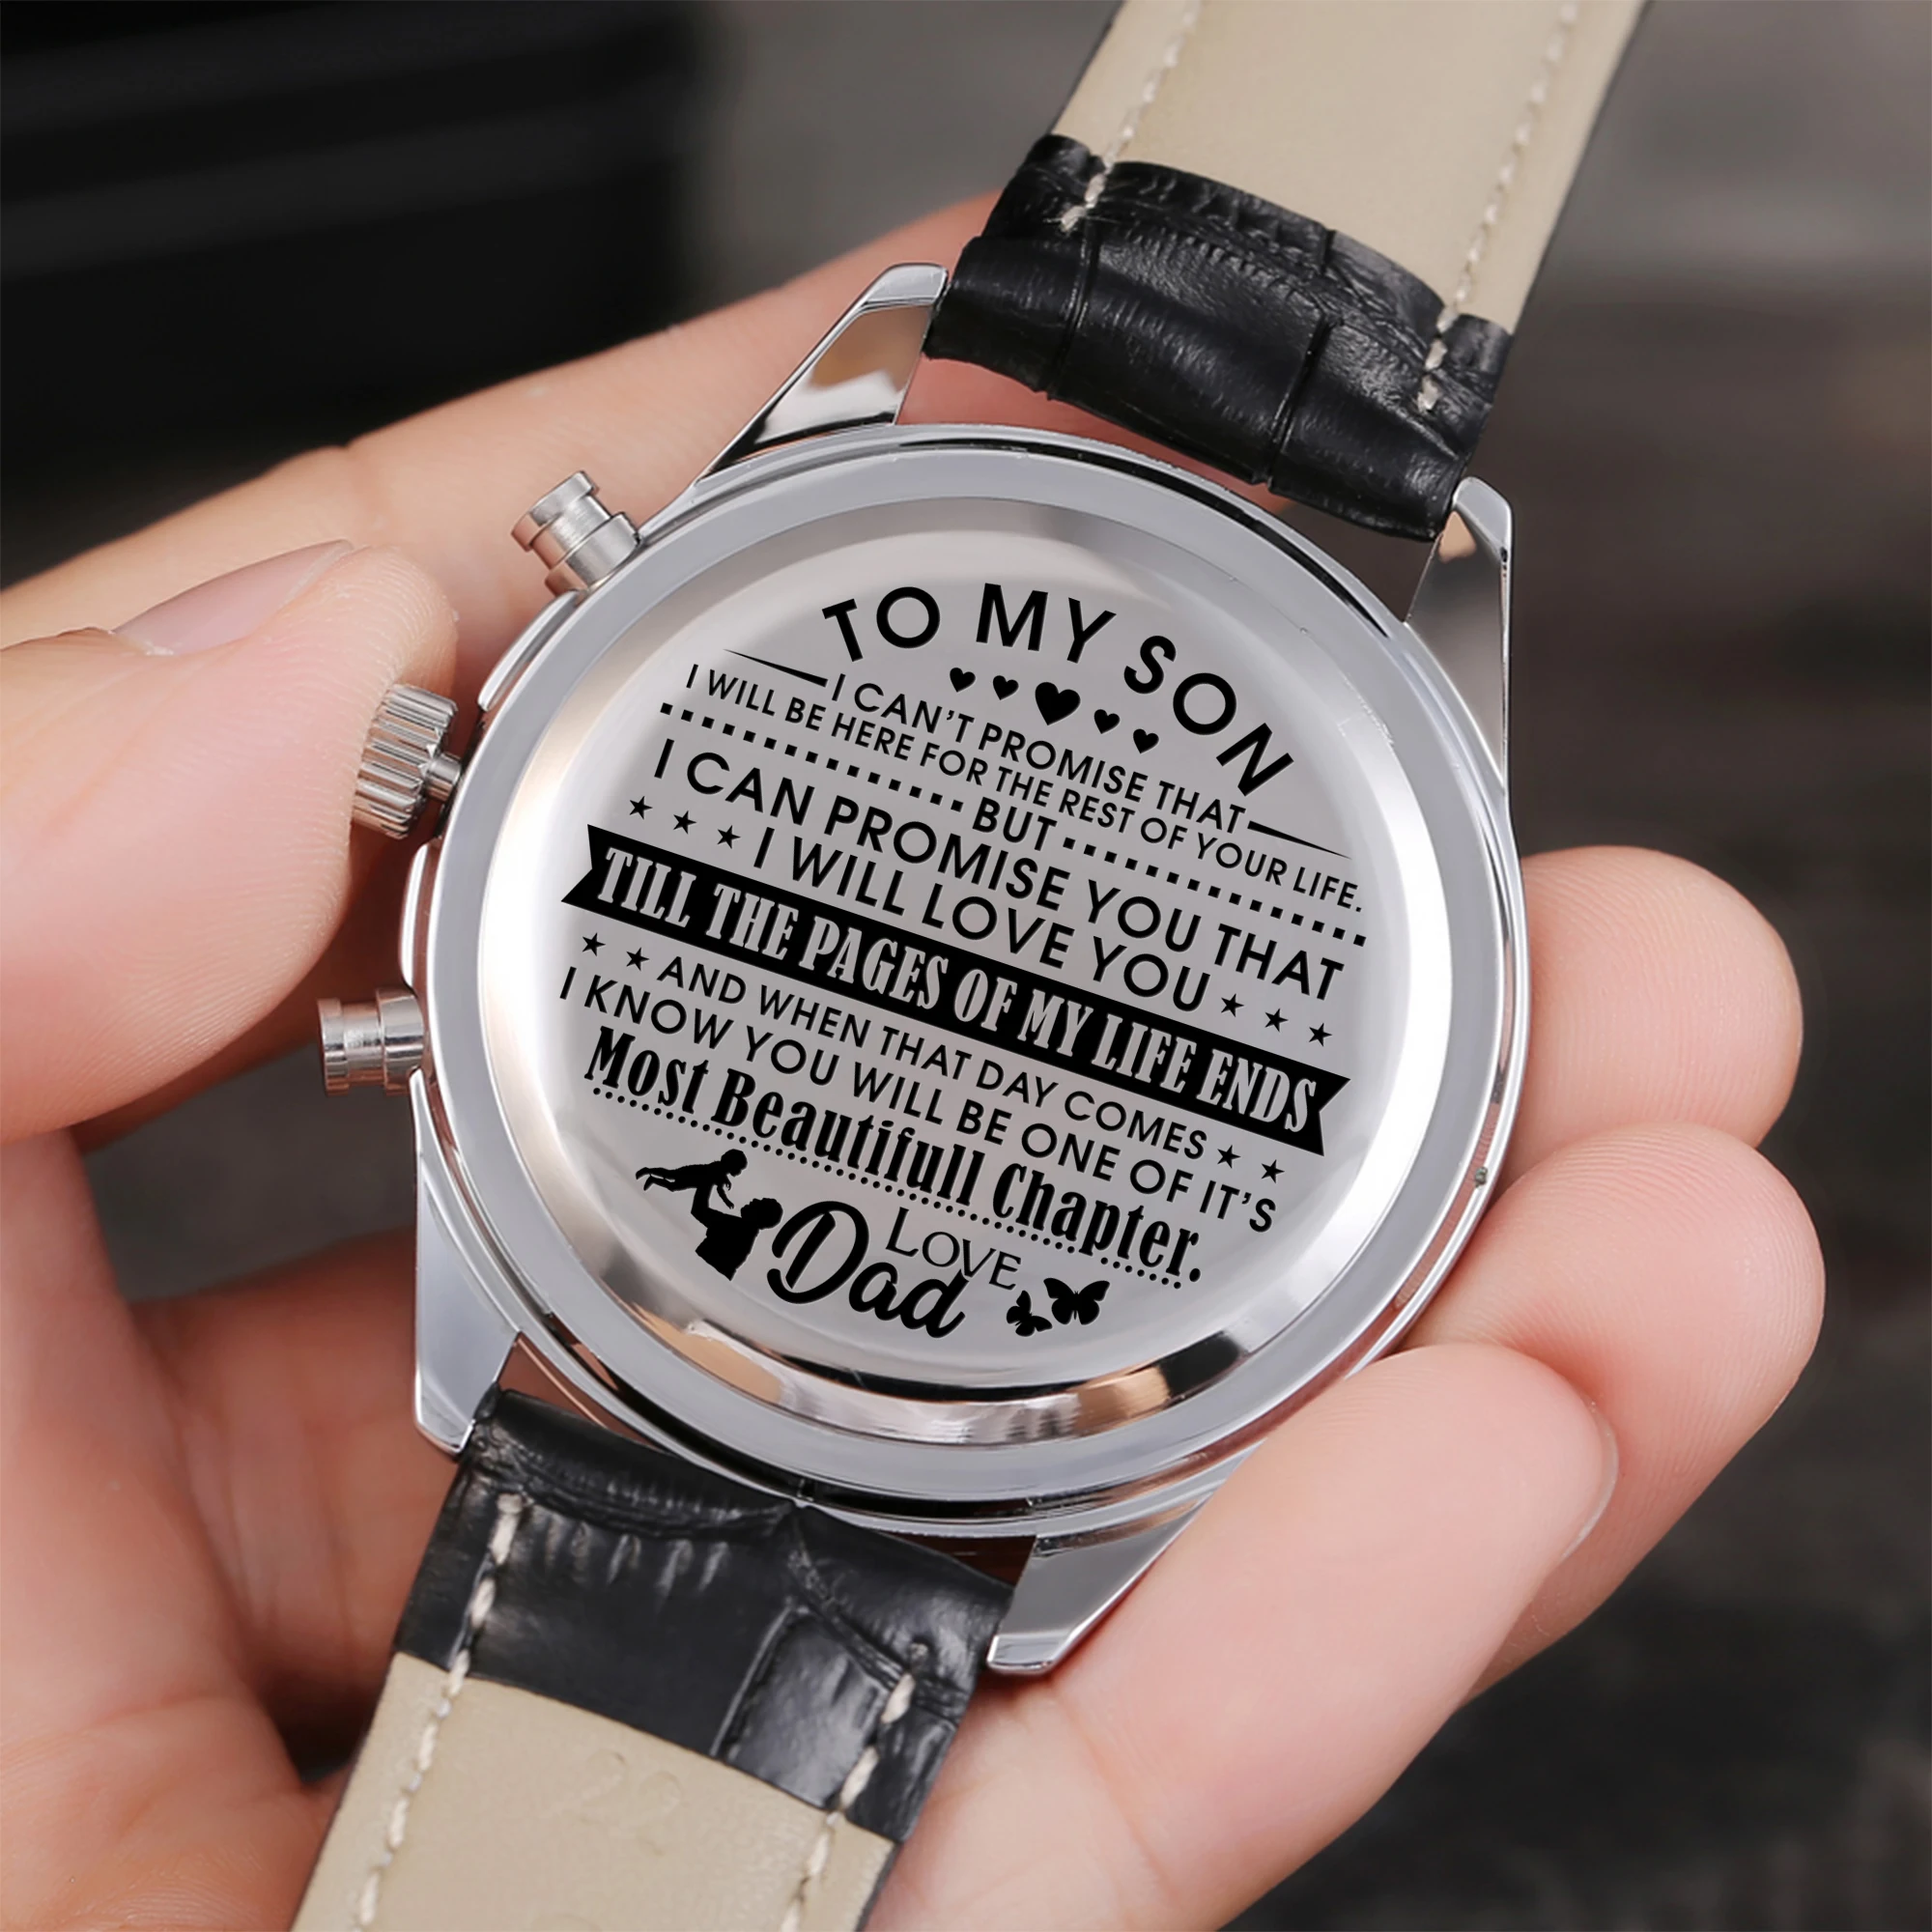 TO MY SON
I CAN'T PROMISE THAT
I WILL BE HERE FOR THE REST OF YOUR LIFE.
BUT
I CAN PROMISE YOU THAT
I WILL LOVE YOU
TILL THE PAGES OF MY LIFE ENDS
AND WHEN THAT DAY COMES
I KNOW YOU WILL BE ONE OF IT'S
Most Beautifull Chapter.
LOVE
Dad